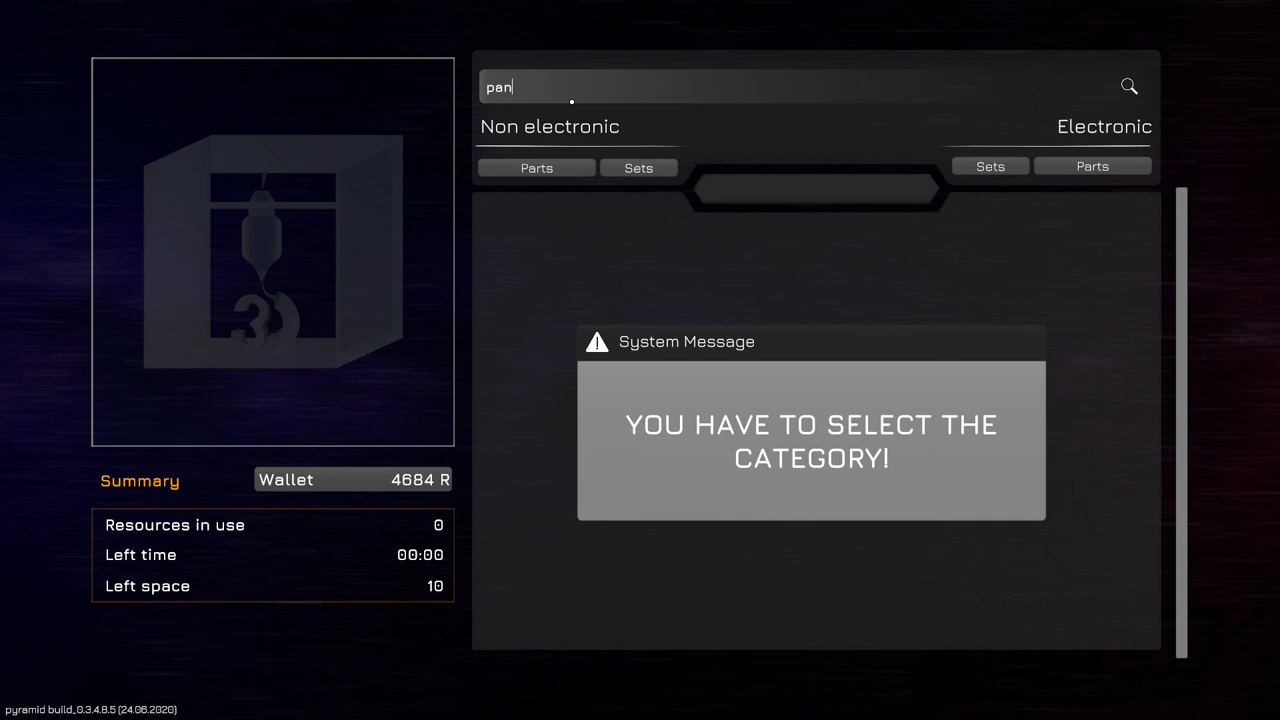 pan
Non electronic
Electronic
Parts
Sets
Sets
Parts
3D
System Message
YOU HAVE TO SELECT THE
CATEGORY!
Summary
Wallet 4684 R
Resources in use 0
Left time 00:00
Left space 10
pyramid build_0.3.4.8.5 (24.06.2020)